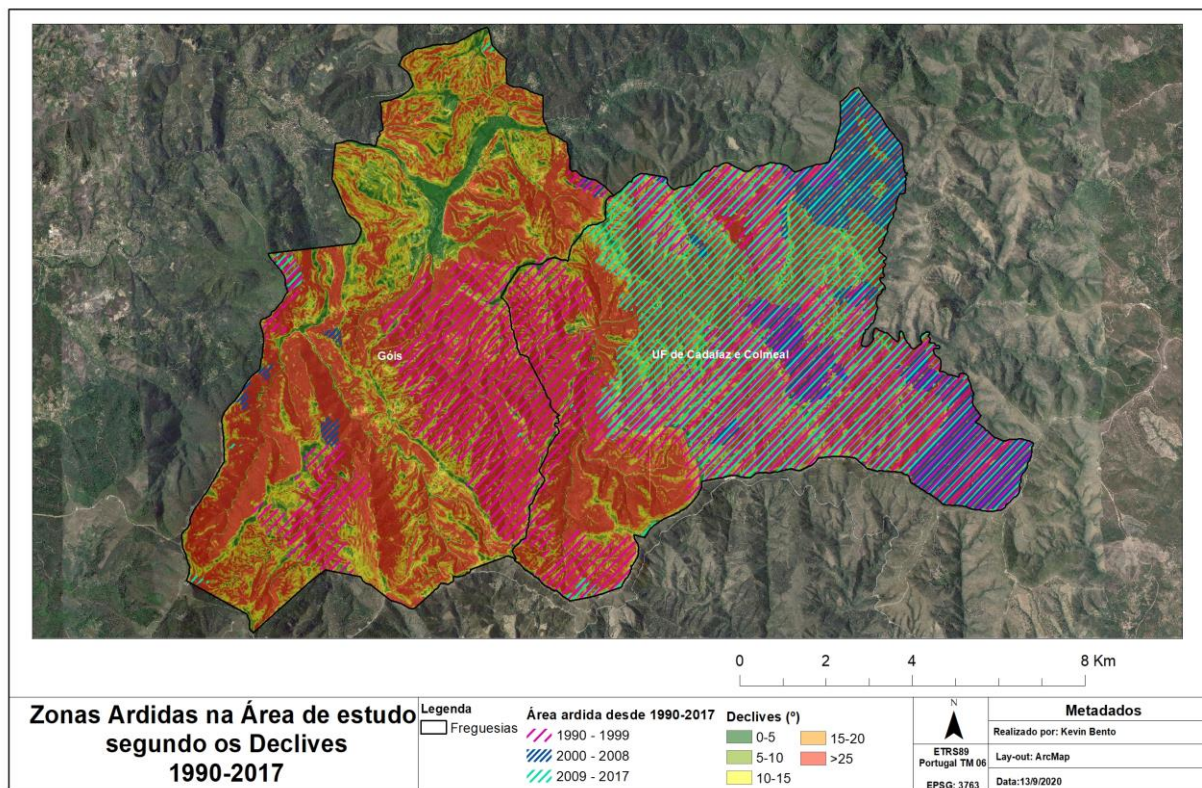 Góis
UF de Cadafaz e Colmeal
0 2 4 8 Km
Zonas Ardidas na Área de estudo
segundo os Declives
1990-2017
Legenda
Freguesias
Área ardida desde 1990-2017
1990 - 1999
2000 - 2008
2009 - 2017
Declives (º)
0-5
5-10
10-15
15-20
>25
N
ETRS89
Portugal TM 06
EPSG: 3763
Metadados
Realizado por: Kevin Bento
Lay-out: ArcMap
Data:13/9/2020